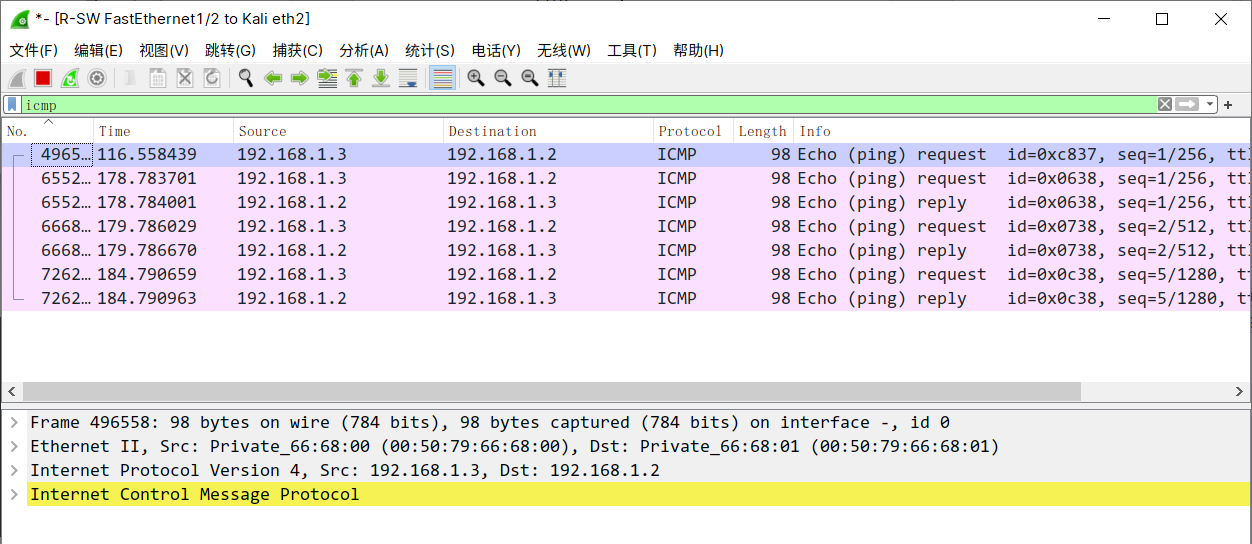 *- [R-SW FastEthernet1/2 to Kali eth2]
文件(F) 编辑(E) 视图(V) 跳转(G) 捕获(C) 分析(A) 统计(S) 电话(Y) 无线(W) 工具(T) 帮助(H)
icmp
No. Time Source Destination Protocol Length Info
4965… 116.558439 192.168.1.3 192.168.1.2 ICMP 98 Echo (ping) request id=0xc837, seq=1/256, ttl
6552… 178.783701 192.168.1.3 192.168.1.2 ICMP 98 Echo (ping) request id=0x0638, seq=1/256, ttl
6552… 178.784001 192.168.1.2 192.168.1.3 ICMP 98 Echo (ping) reply id=0x0638, seq=1/256, ttl
6668… 179.786029 192.168.1.3 192.168.1.2 ICMP 98 Echo (ping) request id=0x0738, seq=2/512, ttl
6668… 179.786670 192.168.1.2 192.168.1.3 ICMP 98 Echo (ping) reply id=0x0738, seq=2/512, ttl
7262… 184.790659 192.168.1.3 192.168.1.2 ICMP 98 Echo (ping) request id=0x0c38, seq=5/1280, t
7262… 184.790963 192.168.1.2 192.168.1.3 ICMP 98 Echo (ping) reply id=0x0c38, seq=5/1280, t
Frame 496558: 98 bytes on wire (784 bits), 98 bytes captured (784 bits) on interface -, id 0
Ethernet II, Src: Private_66:68:00 (00:50:79:66:68:00), Dst: Private_66:68:01 (00:50:79:66:68:01)
Internet Protocol Version 4, Src: 192.168.1.3, Dst: 192.168.1.2
Internet Control Message Protocol